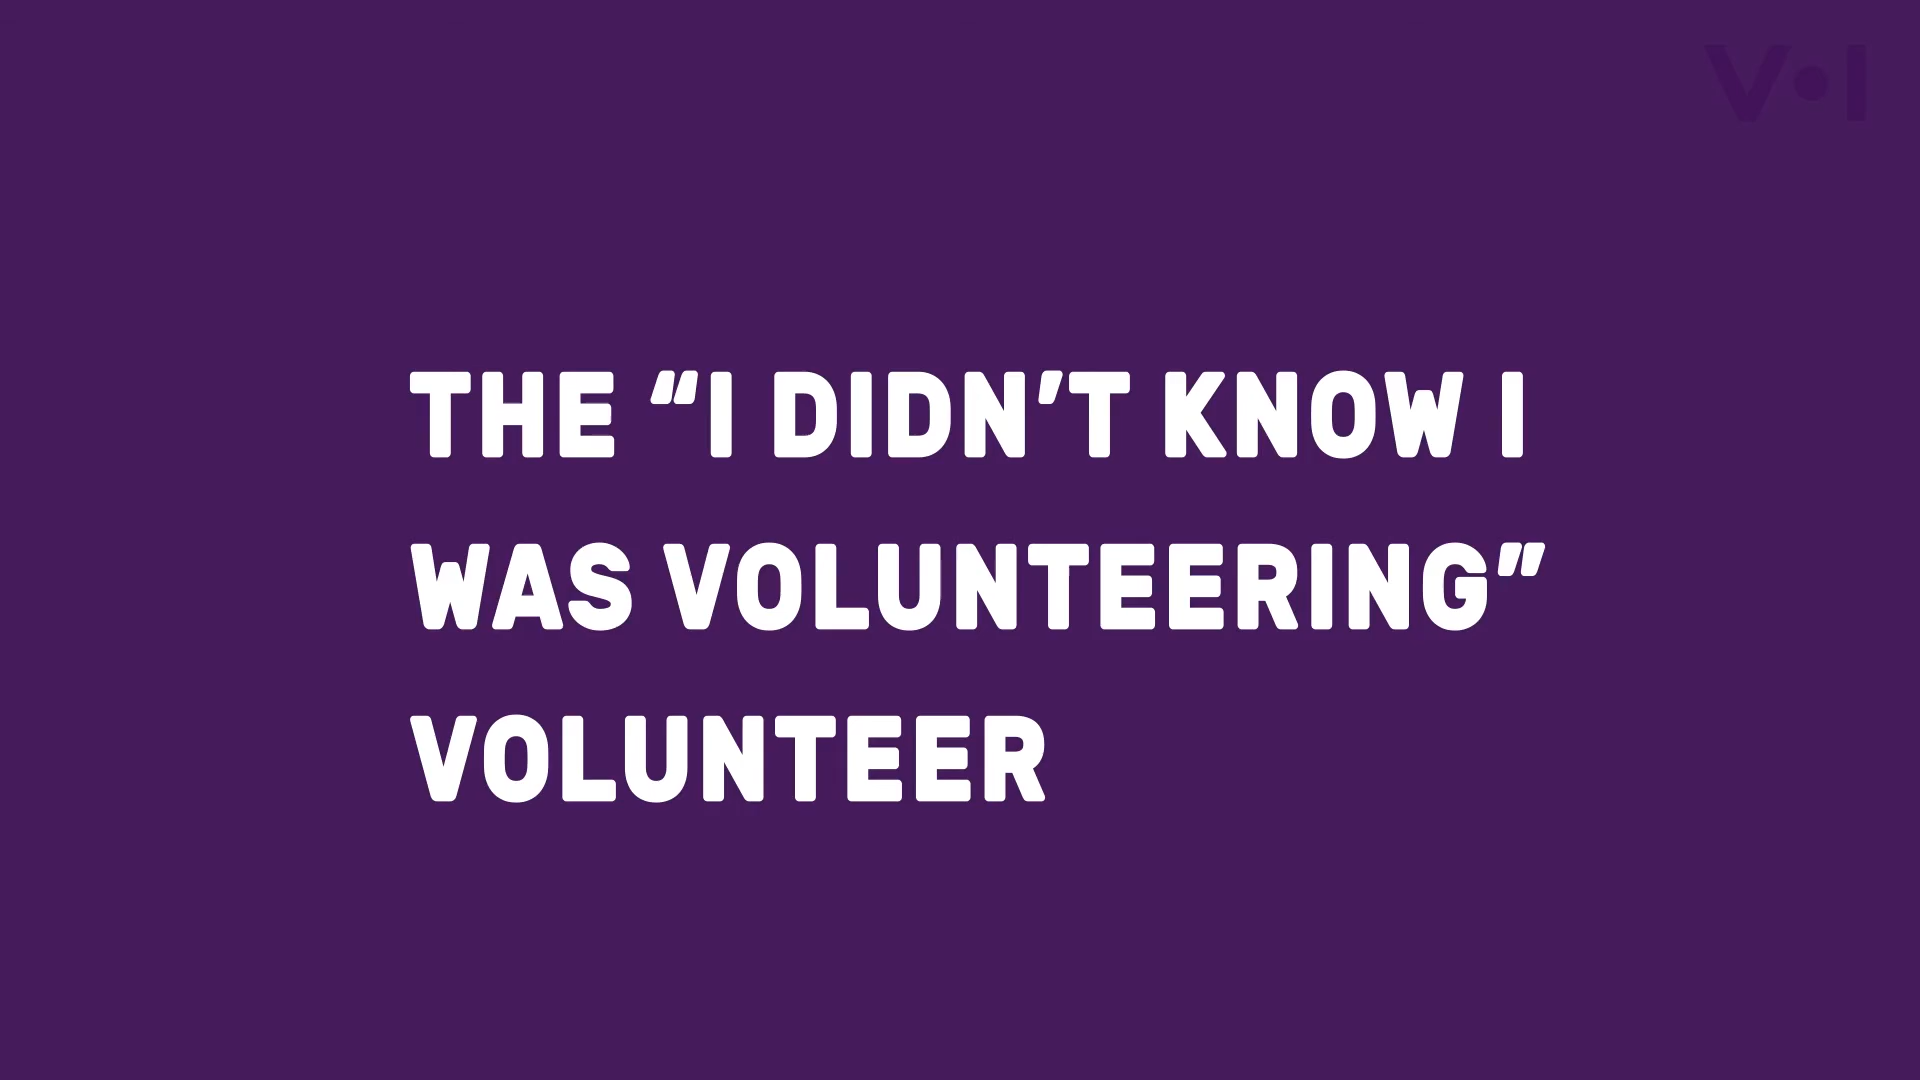 V•I
THE “I DIDN’T KNOW I
WAS VOLUNTEERING”
VOLUNTEER